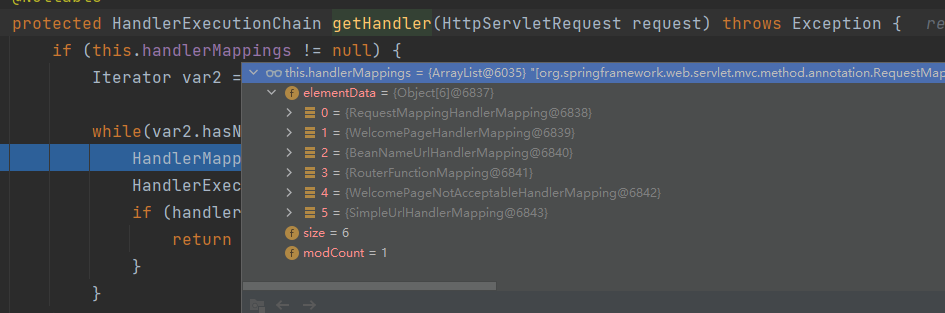 @Nullable
protected HandlerExecutionChain getHandler(HttpServletRequest request) throws Exception { re
if (this.handlerMappings != null) {
Iterator var2 =
this.handlerMappings = {ArrayList@6035} "[org.springframework.web.servlet.mvc.method.annotation.RequestMap
elementData = {Object[6]@6837}
0 = {RequestMappingHandlerMapping@6838}
while(var2.hasN
1 = {WelcomePageHandlerMapping@6839}
HandlerMapp
2 = {BeanNameUrlHandlerMapping@6840}
3 = {RouterFunctionMapping@6841}
HandlerExec
4 = {WelcomePageNotAcceptableHandlerMapping@6842}
if (handler
5 = {SimpleUrlHandlerMapping@6843}
return
size = 6
modCount = 1
}
}